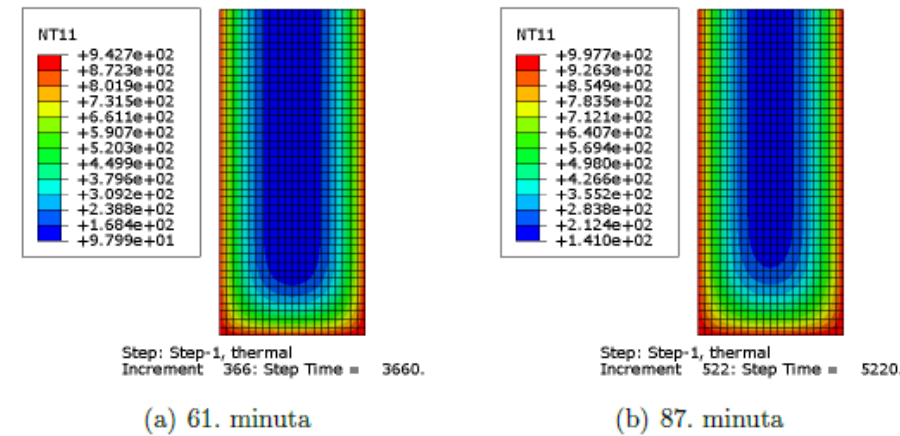 NT11
+9.427e+02
+8.723e+02
+8.019e+02
+7.315e+02
+6.611e+02
+5.907e+02
+5.203e+02
+4.499e+02
+3.796e+02
+3.092e+02
+2.388e+02
+1.684e+02
+9.799e+01
Step: Step-1, thermal
Increment 366: Step Time = 3660.
(a) 61. minuta
NT11
+9.977e+02
+9.263e+02
+8.549e+02
+7.835e+02
+7.121e+02
+6.407e+02
+5.694e+02
+4.980e+02
+4.266e+02
+3.552e+02
+2.838e+02
+2.124e+02
+1.410e+02
Step: Step-1, thermal
Increment 522: Step Time = 5220.
(b) 87. minuta